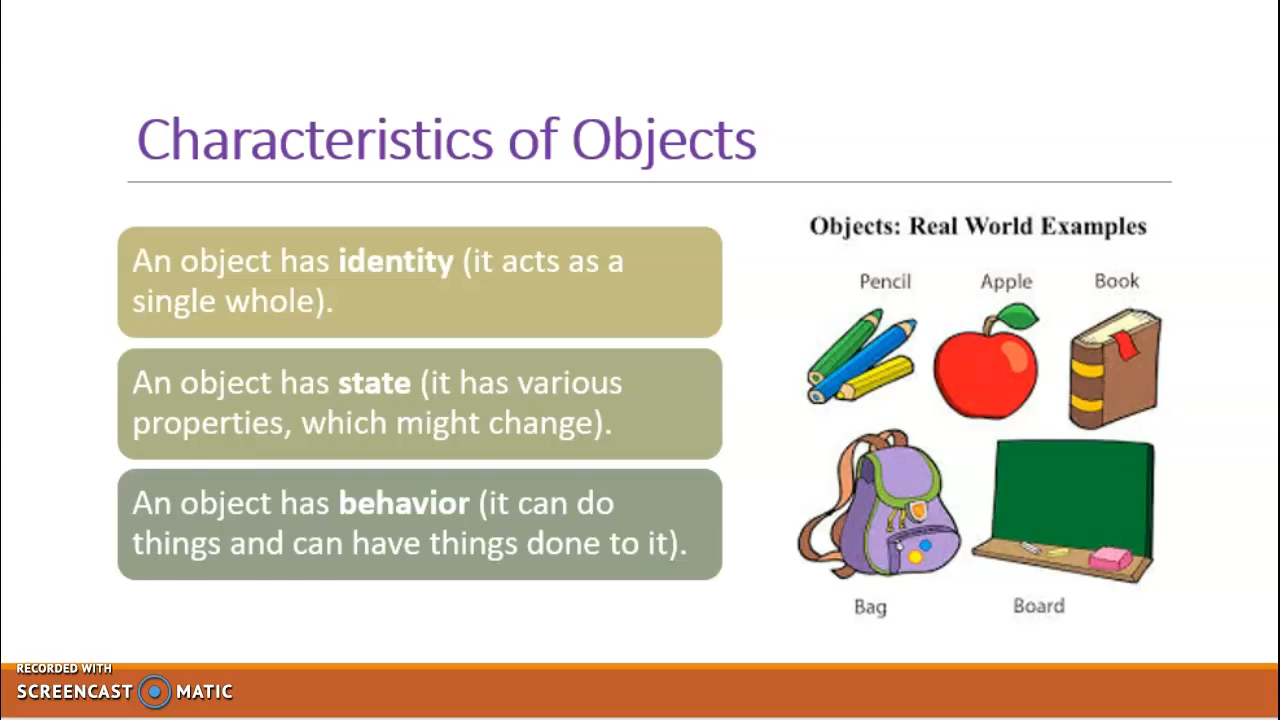 Characteristics of Objects
An object has identity (it acts as a
single whole).
An object has state (it has various
properties, which might change).
An object has behavior (it can do
things and can have things done to it).
Objects: Real World Examples
Pencil Apple Book
Bag Board
RECORDED WITH
SCREENCAST MATIC